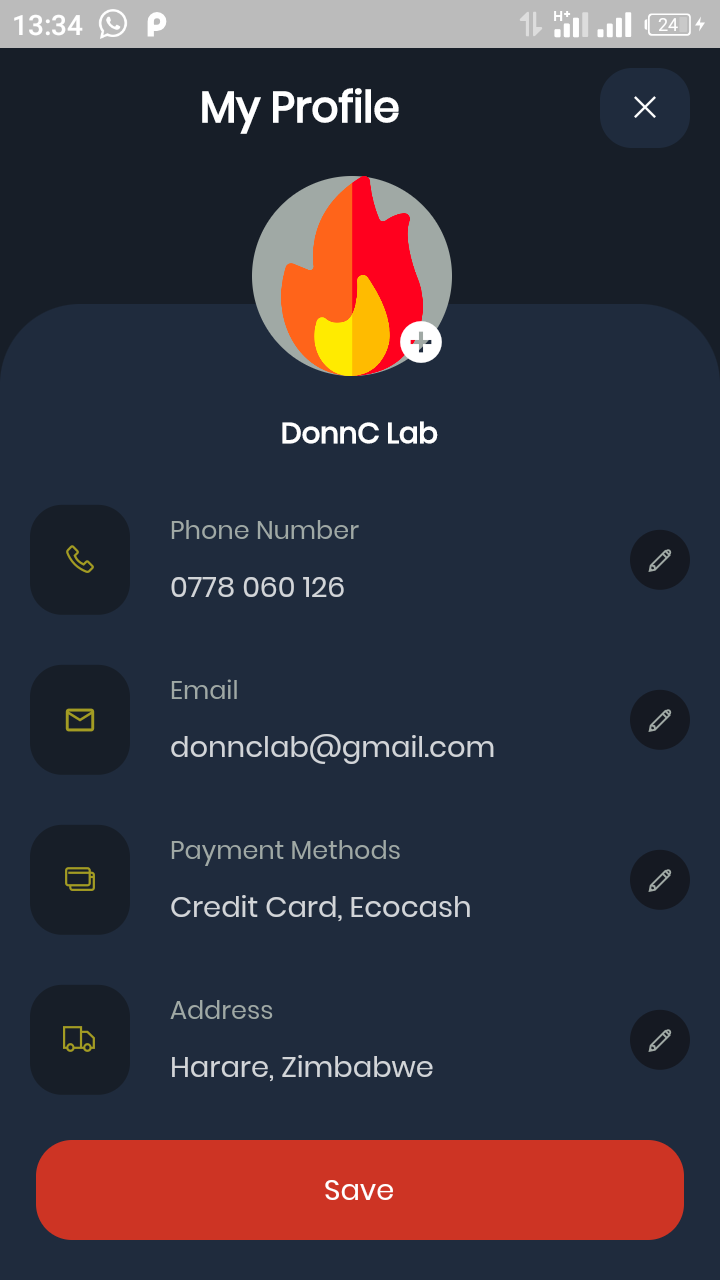 13:34
H+
24
My Profile
DonnC Lab
Phone Number
0778 060 126
Email
donnclab@gmail.com
Payment Methods
Credit Card, Ecocash
Address
Harare, Zimbabwe
Save